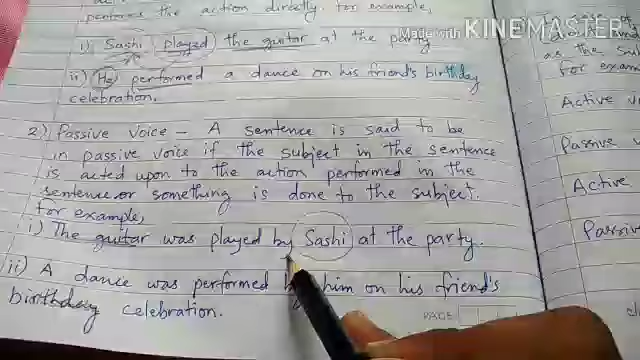 performs the action directly. for example,
i) Sashi played the guitar at the party
ii) He performed a dance on his friend's birthday
celebration.
2) Passive Voice – A sentence is said to be
in passive voice if the subject in the sentence
is acted upon to the action performed in the
sentence or something is done to the subject.
for example,
i) The guitar was played by Sashi at the party.
ii) A dance was performed by him on his friend's
birthday celebration.
PAGE
Made with KINEMASTER
as the
for exam
Active
Passive
Active
Passiv